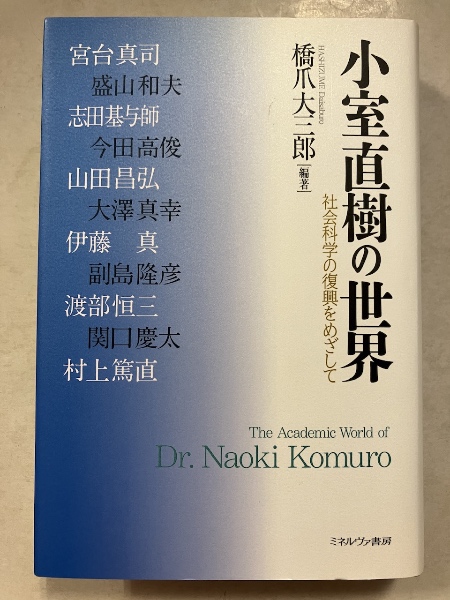 小室直樹の世界
社会科学の復興をめざして
HASHIZUME Daisaburo
橋爪大三郎[編著]
宮台真司
盛山和夫
志田基与師
今田高俊
山田昌弘
大澤真幸
伊藤 真
副島隆彦
渡部恒三
関口慶太
村上篤直
The Academic World of
Dr. Naoki Komuro
ミネルヴァ書房